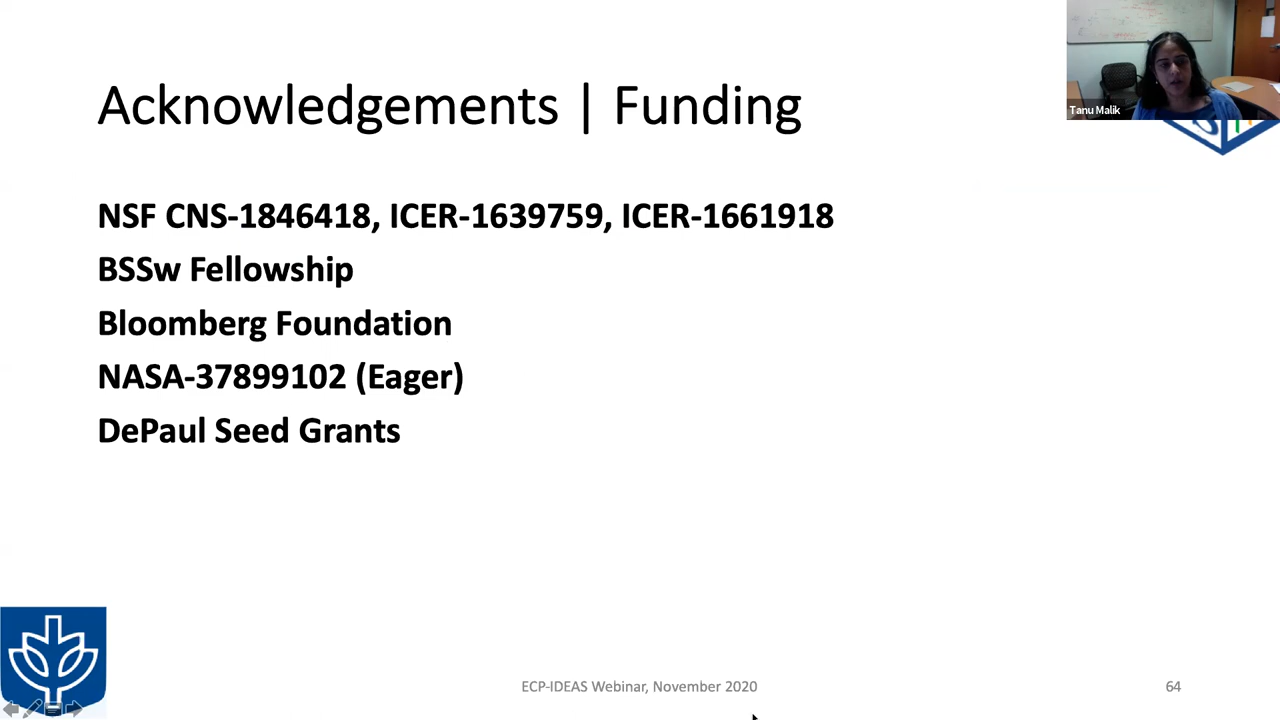 Acknowledgements | Funding
Tanu Malik
NSF CNS-1846418, ICER-1639759, ICER-1661918
BSSw Fellowship
Bloomberg Foundation
NASA-37899102 (Eager)
DePaul Seed Grants
ECP-IDEAS Webinar, November 2020
64